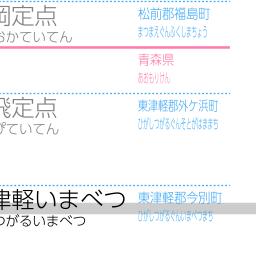 岡定点
おかていてん
松前郡福島町
まつまえぐんふくしまちょう
青森県
あおもりけん
飛定点
ぴていてん
東津軽郡外ケ浜町
ひがしつがるぐんそとがはままち
津軽いまべつ
つがるいまべつ
東津軽郡今別町
ひがしつがるぐんいまべつまち